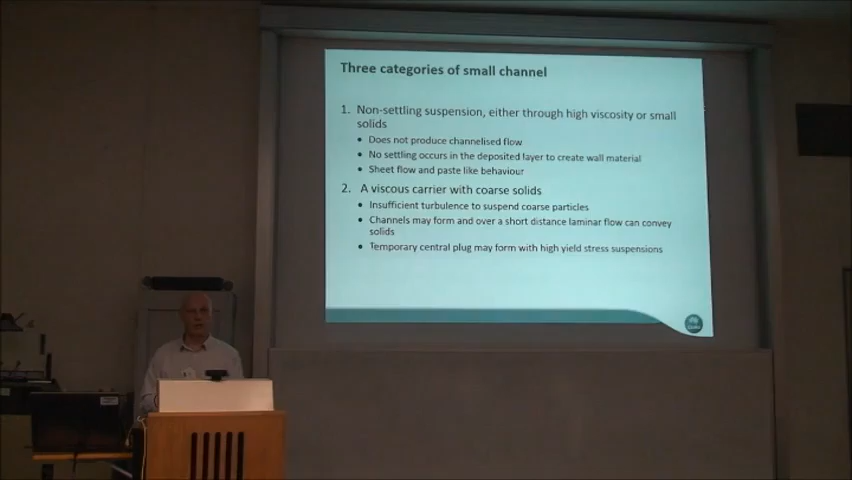 Three categories of small channel
1. Non-settling suspension, either through high viscosity or small
solids
• Does not produce channelised flow
• No settling occurs in the deposited layer to create wall material
• Sheet flow and paste like behaviour
2. A viscous carrier with coarse solids
• Insufficient turbulence to suspend coarse particles
• Channels may form and over a short distance laminar flow can convey
solids
• Temporary central plug may form with high yield stress suspensions